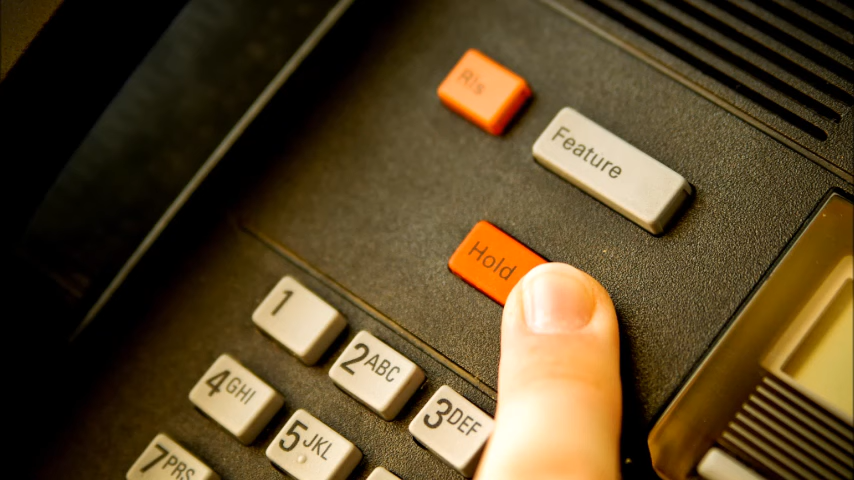 Rls
Feature
Hold
1
2ABC
3DEF
4GHI
5JKL
7PRS